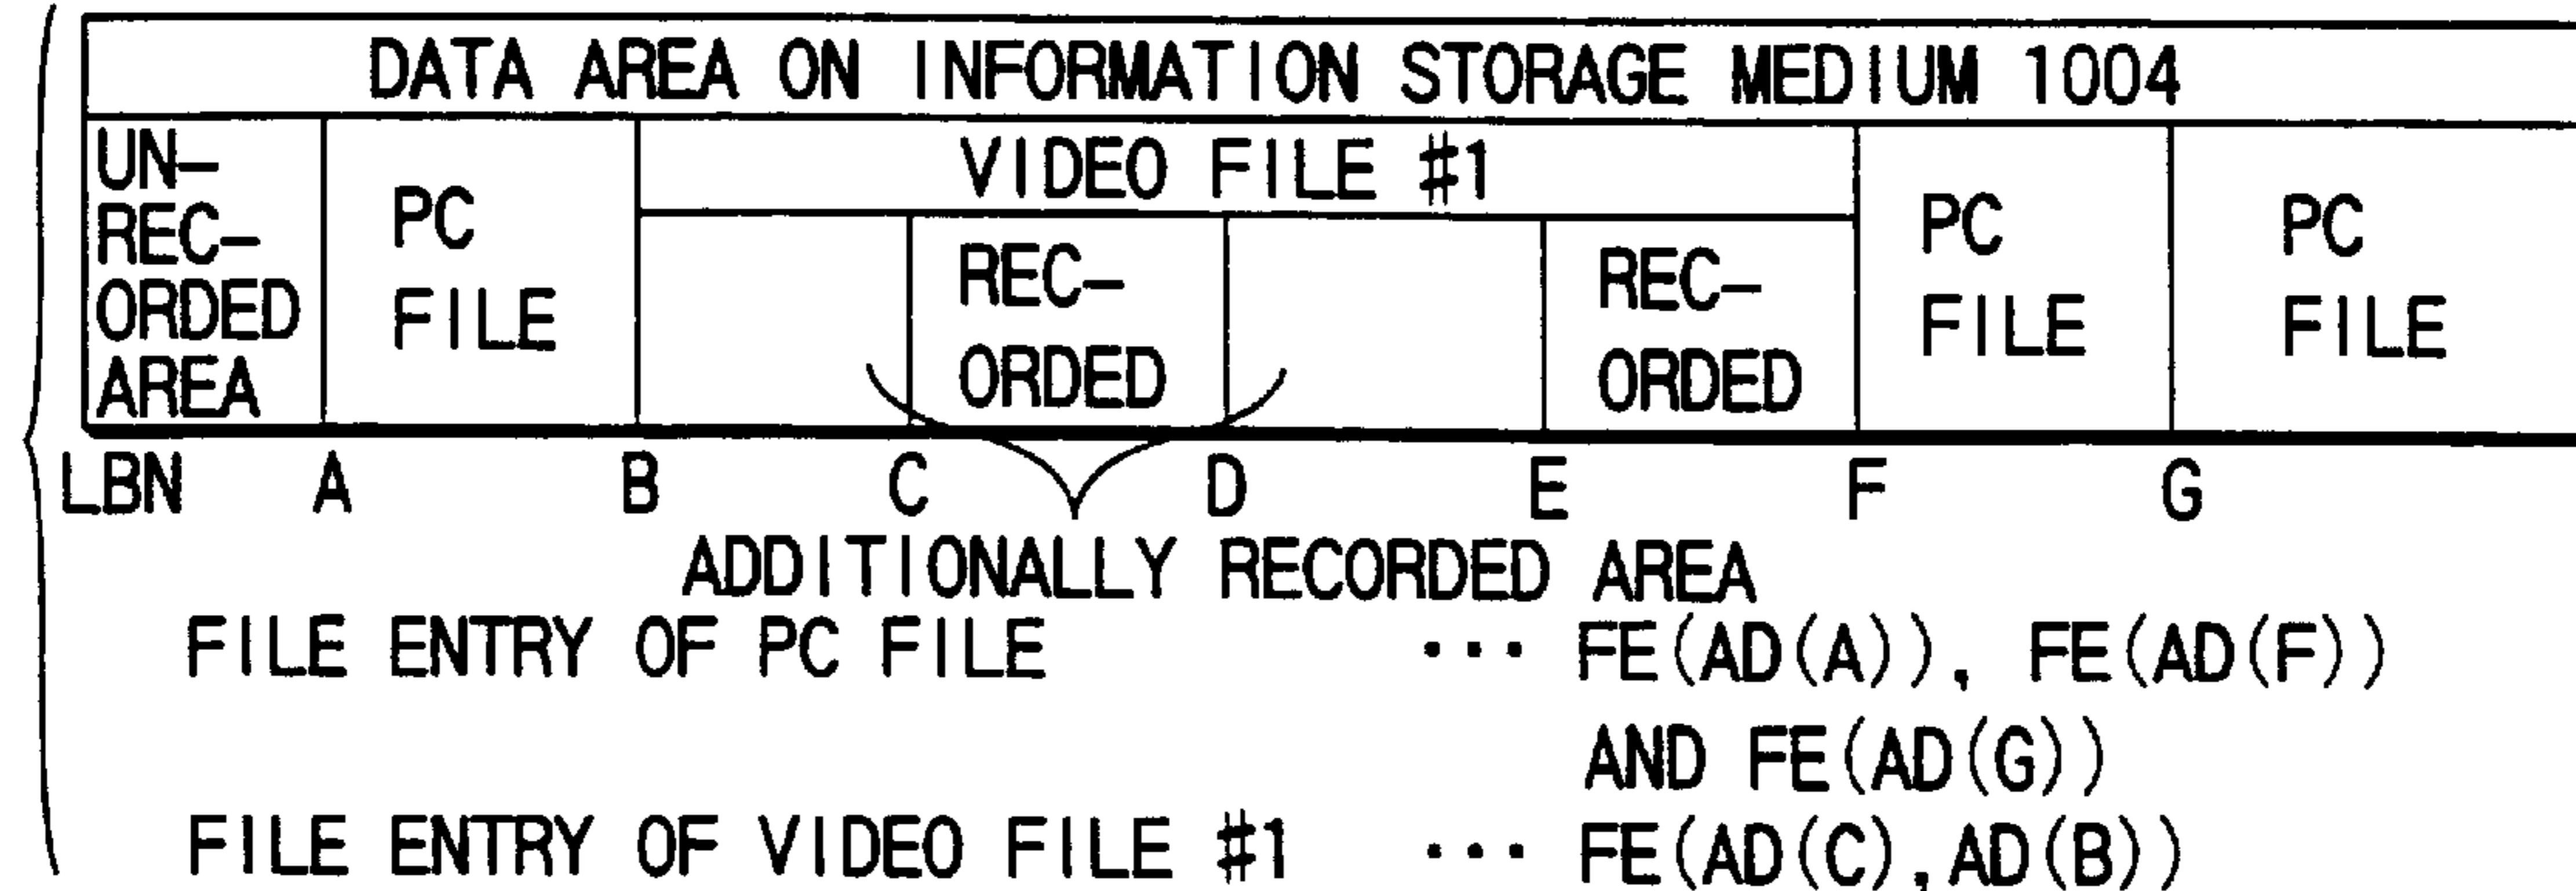 DATA AREA ON INFORMATION STORAGE MEDIUM 1004
UN-
REC-
ORDED
AREA
PC
FILE
VIDEO FILE #1
REC-
ORDED
REC-
ORDED
PC
FILE
PC
FILE
LBN A B C D E F G
ADDITIONALLY RECORDED AREA
FILE ENTRY OF PC FILE ··· FE(AD(A)), FE(AD(F))
AND FE(AD(G))
FILE ENTRY OF VIDEO FILE #1 ··· FE(AD(C), AD(B))